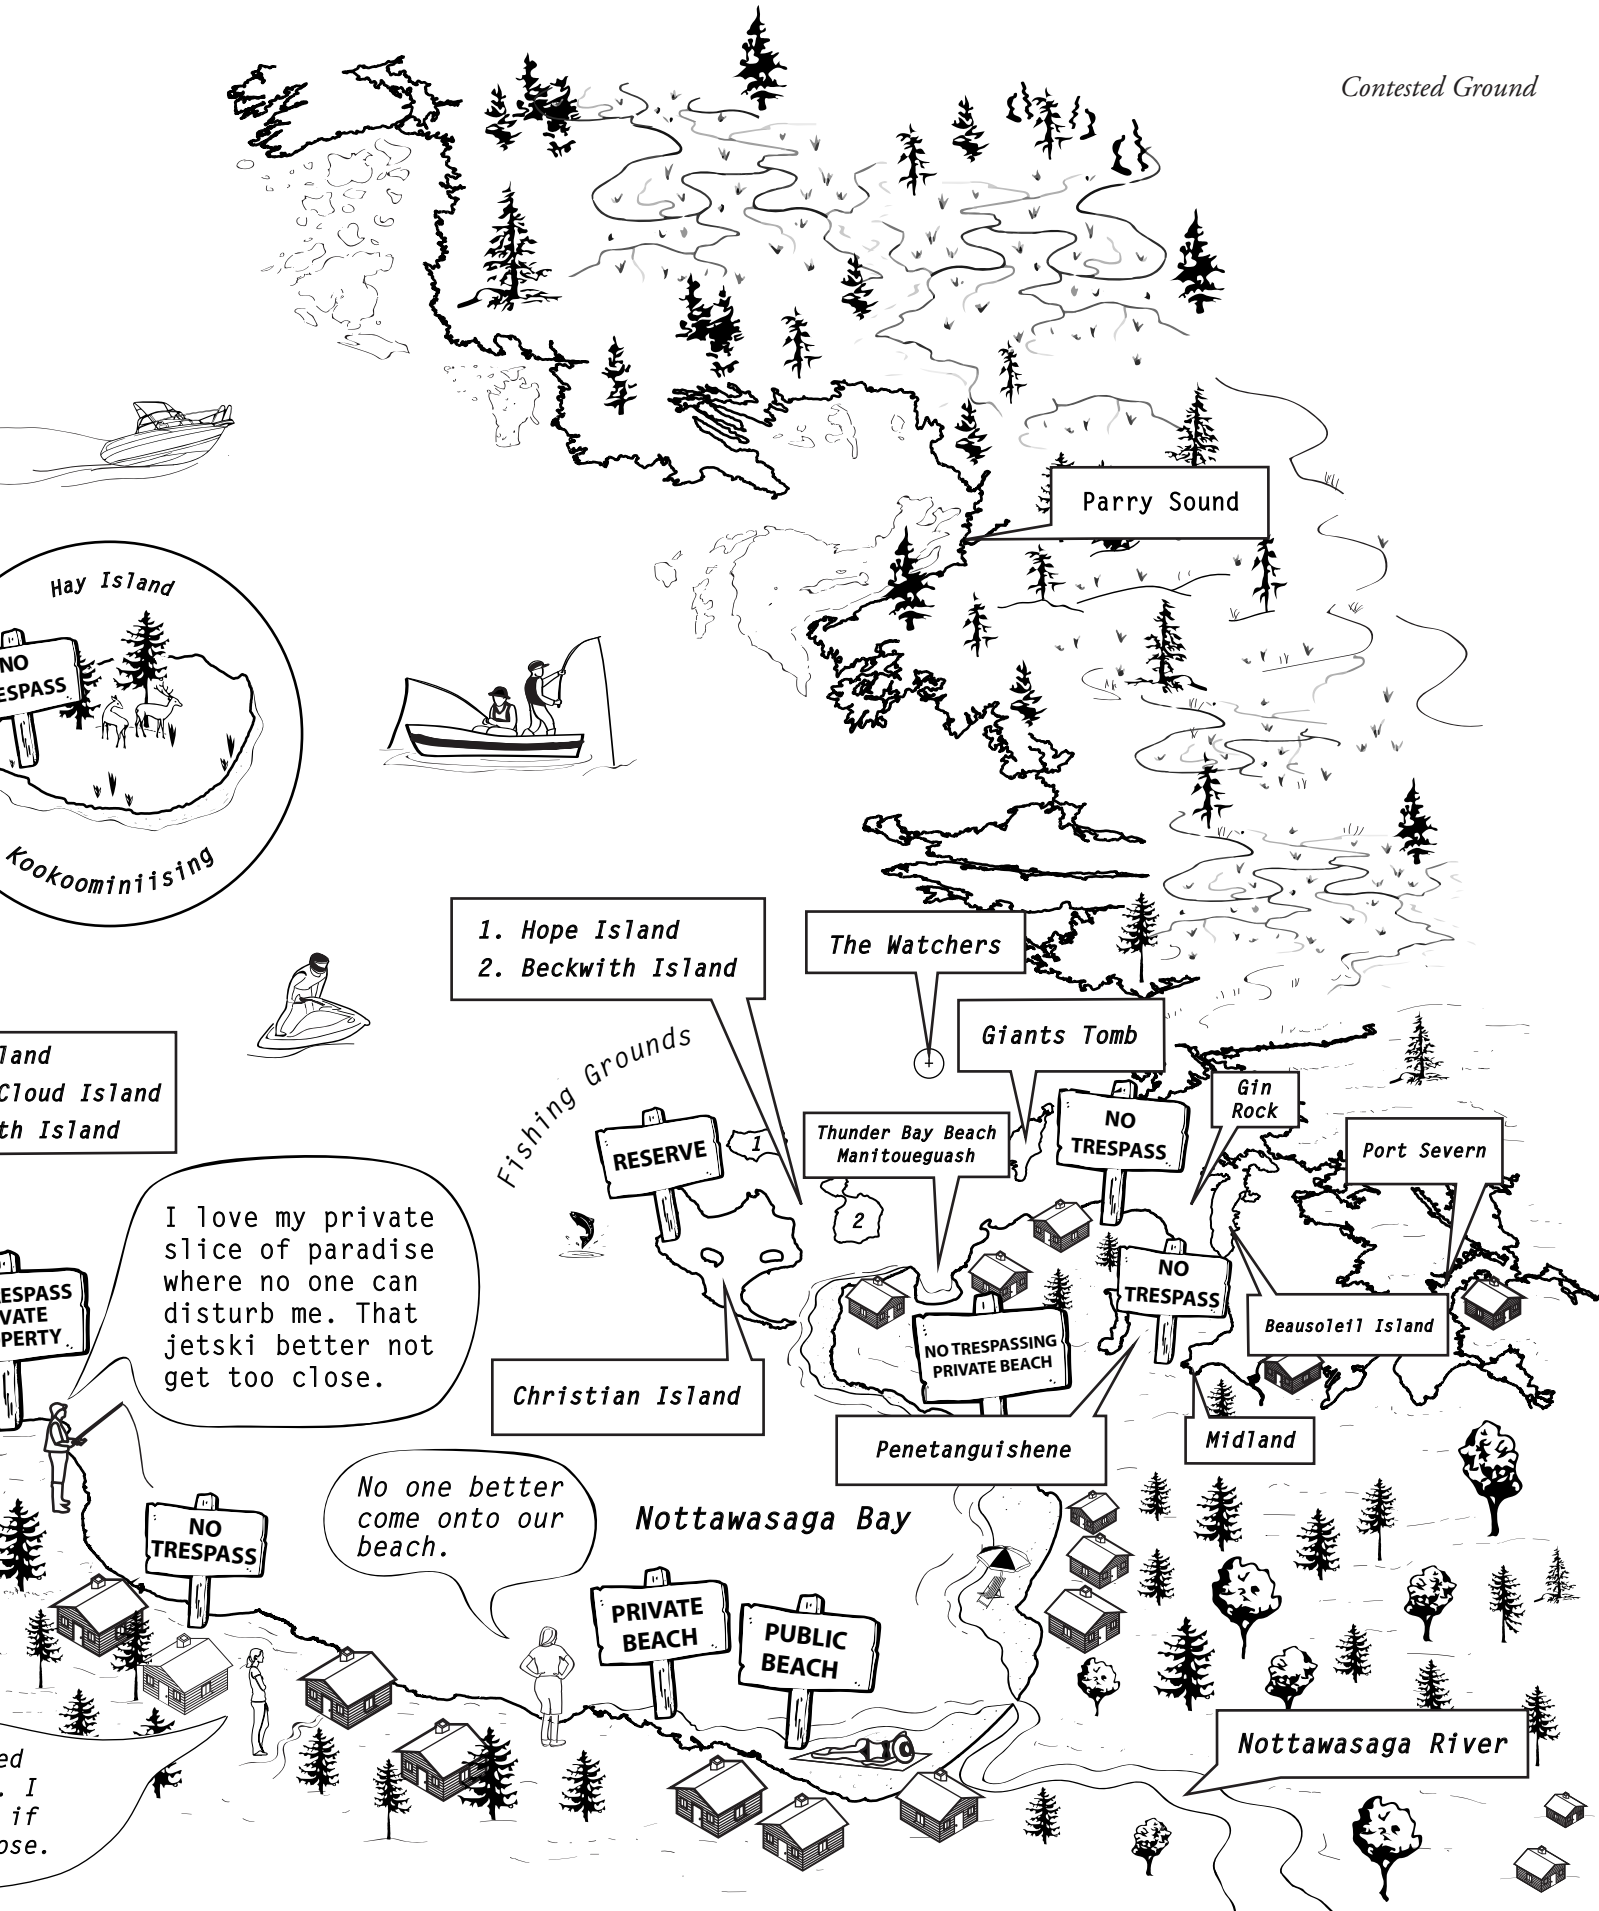 Contested Ground
Parry Sound
Hay Island
NO
ESPASS
Kookoominiising
1. Hope Island
2. Beckwith Island
The Watchers
Giants Tomb
land
Cloud Island
th Island
Fishing Grounds
RESERVE
1
2
Thunder Bay Beach
Manitoueguash
NO
TRESPASS
Gin
Rock
Port Severn
I love my private
slice of paradise
where no one can
disturb me. That
jetski better not
get too close.
ESPASS
VATE
PERTY
NO
TRESPASS
NO TRESPASSING
PRIVATE BEACH
Beausoleil Island
Christian Island
Penetanguishene
Midland
No one better
come onto our
beach.
Nottawasaga Bay
NO
TRESPASS
PRIVATE
BEACH
PUBLIC
BEACH
Nottawasaga River
ed
. I
if
ose.